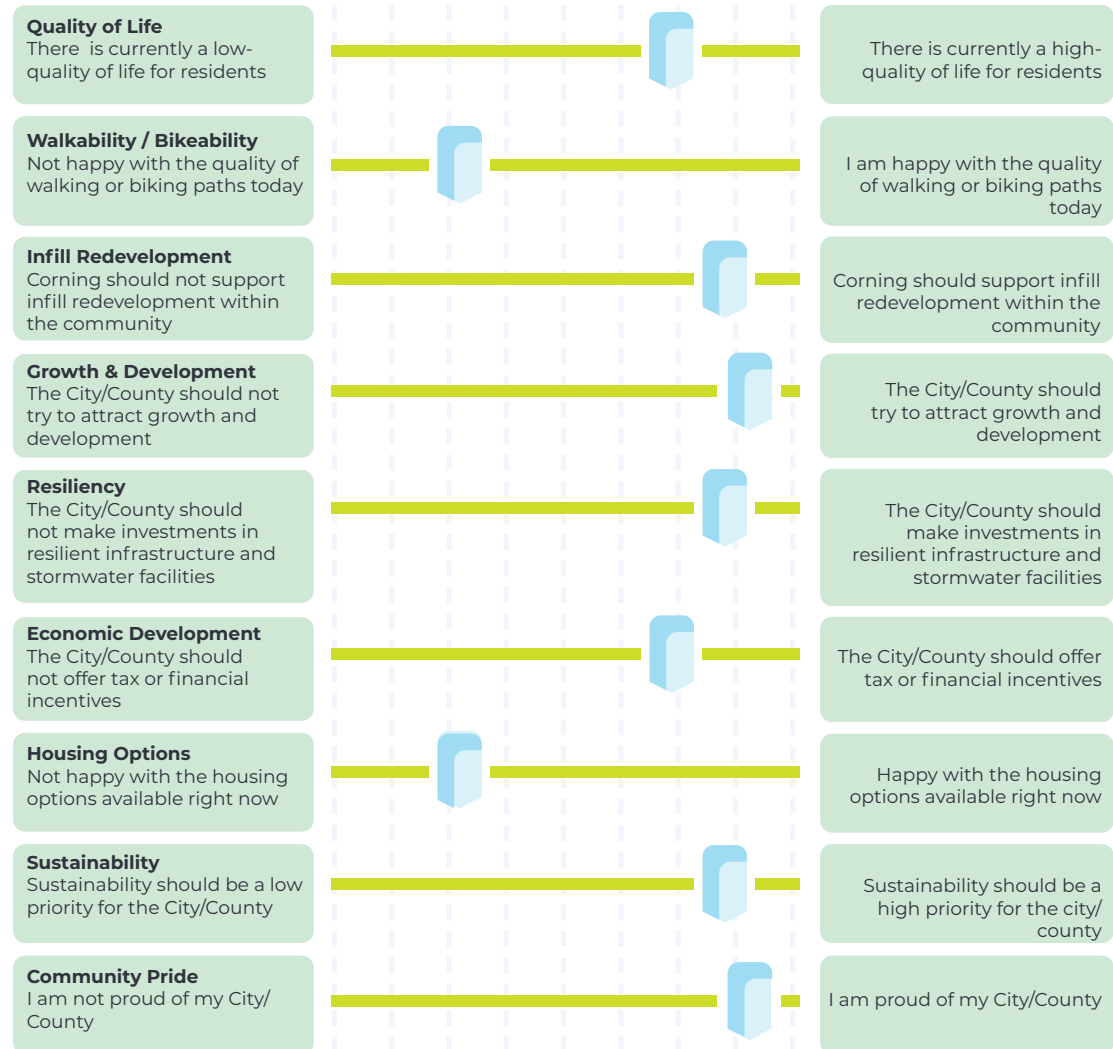 Quality of Life
There  is currently a low-
quality of life for residents
There is currently a high-
quality of life for residents
Walkability / Bikeability
Not happy with the quality of
walking or biking paths today
I am happy with the quality
of walking or biking paths
today
Infill Redevelopment
Corning should not support
infill redevelopment within
the community
Corning should support infill
redevelopment within the
community
Growth & Development
The City/County should not
try to attract growth and
development
The City/County should
try to attract growth and
development
Resiliency
The City/County should
not make investments in
resilient infrastructure and
stormwater facilities
The City/County should
make investments in
resilient infrastructure and
stormwater facilities
Economic Development
The City/County should
not offer tax or financial
incentives
The City/County should offer
tax or financial incentives
Housing Options
Not happy with the housing
options available right now
Happy with the housing
options available right now
Sustainability
Sustainability should be a low
priority for the City/County
Sustainability should be a
high priority for the city/
county
Community Pride
I am not proud of my City/
County
I am proud of my City/County